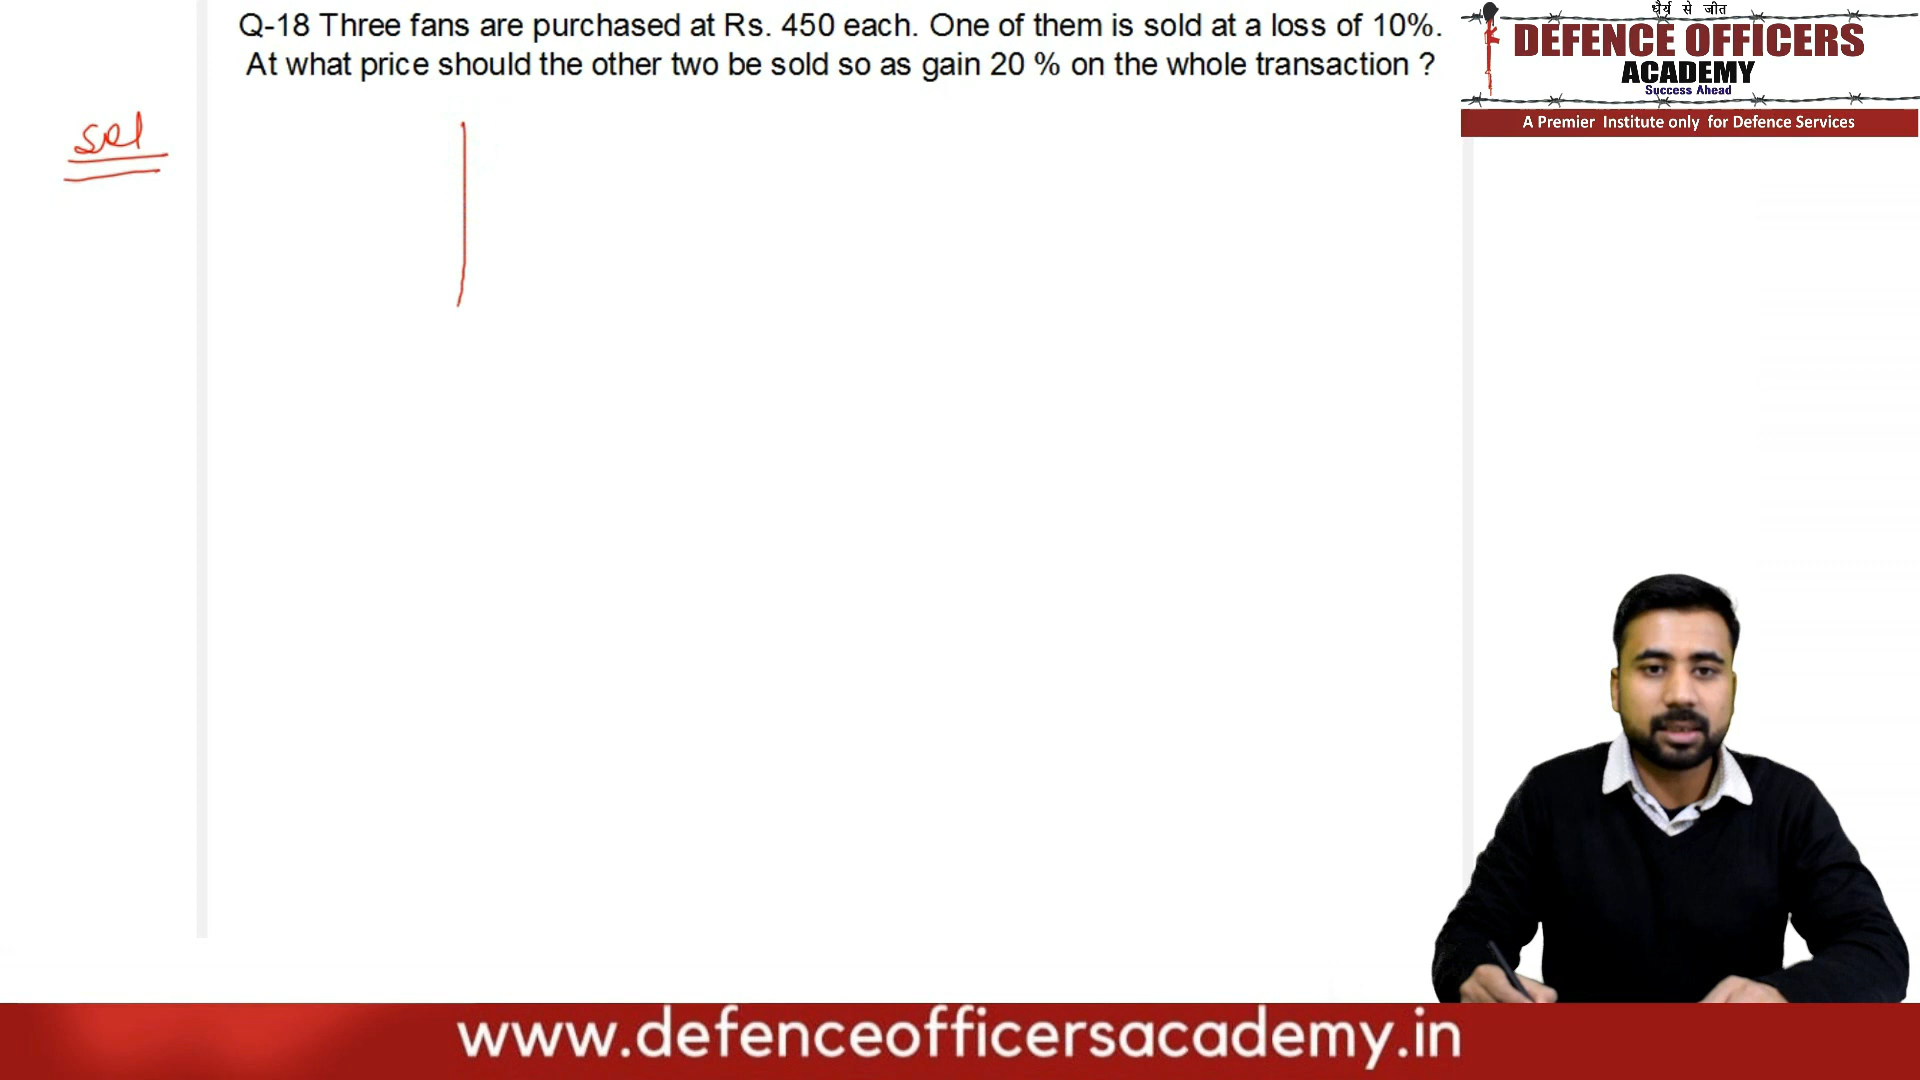 Q-18 Three fans are purchased at Rs. 450 each. One of them is sold at a loss of 10%.
At what price should the other two be sold so as gain 20 % on the whole transaction ?
धैर्य से जीत
DEFENCE OFFICERS
ACADEMY
Success Ahead
A Premier Institute only for Defence Services
Sol
www.defenceofficersacademy.in